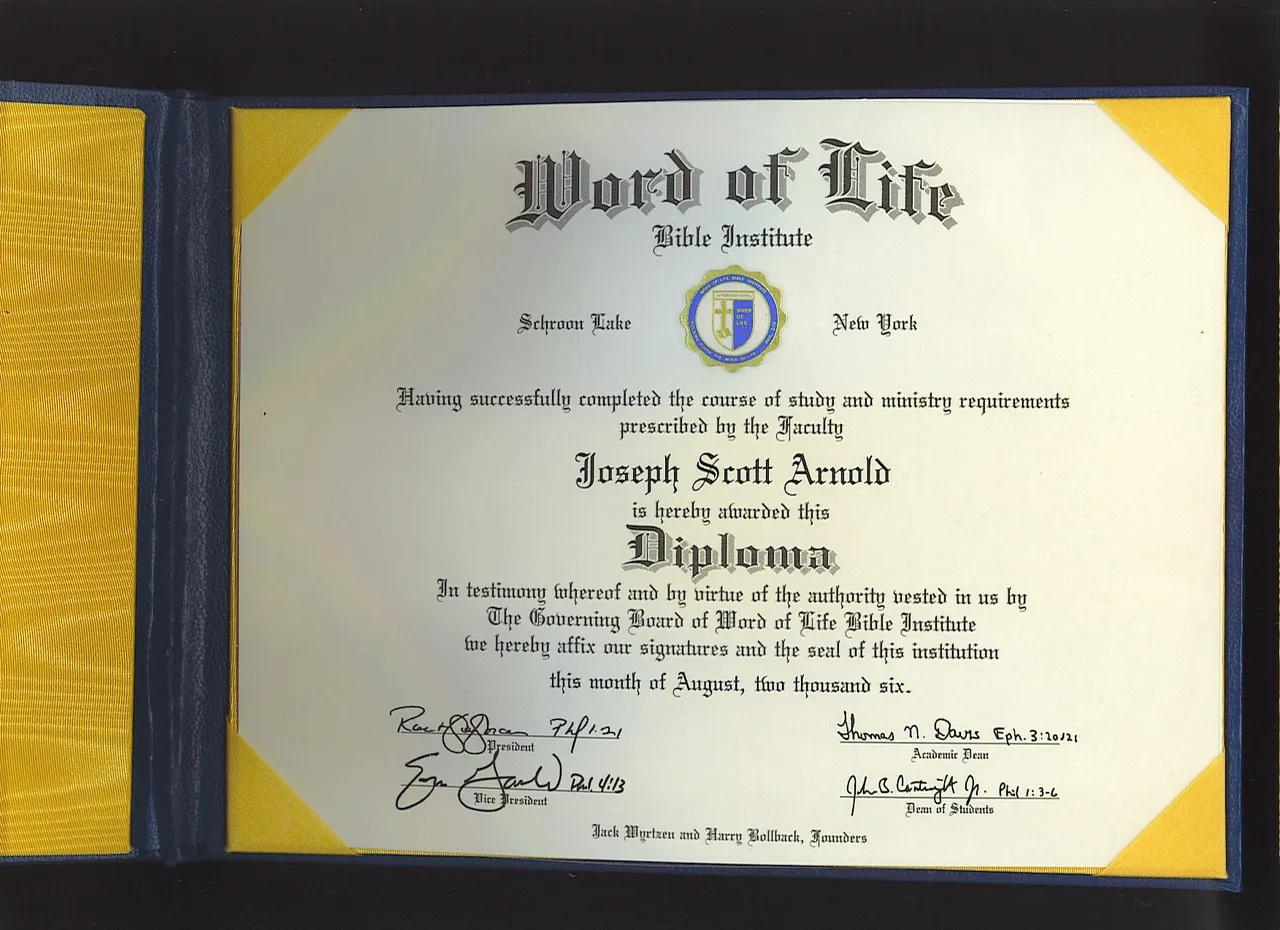 Word of Life
Bible Institute
INTERNATIONAL
WORD
OF
LIFE
Schroon Lake New York
Having successfully completed the course of study and ministry requirements
prescribed by the Faculty
Joseph Scott Arnold
is hereby awarded this
Diploma
In testimony whereof and by virtue of the authority vested in us by
The Governing Board of Word of Life Bible Institute
we hereby affix our signatures and the seal of this institution
this month of August, two thousand six.
Phil 1:21
President
Thomas N. Davis Eph. 3:20,21
Academic Dean
Phil. 4:13
Vice President
John B. Cartwright Jr. Phil 1:3-6
Dean of Students
Jack Wyrtzen and Harry Bollback, Founders